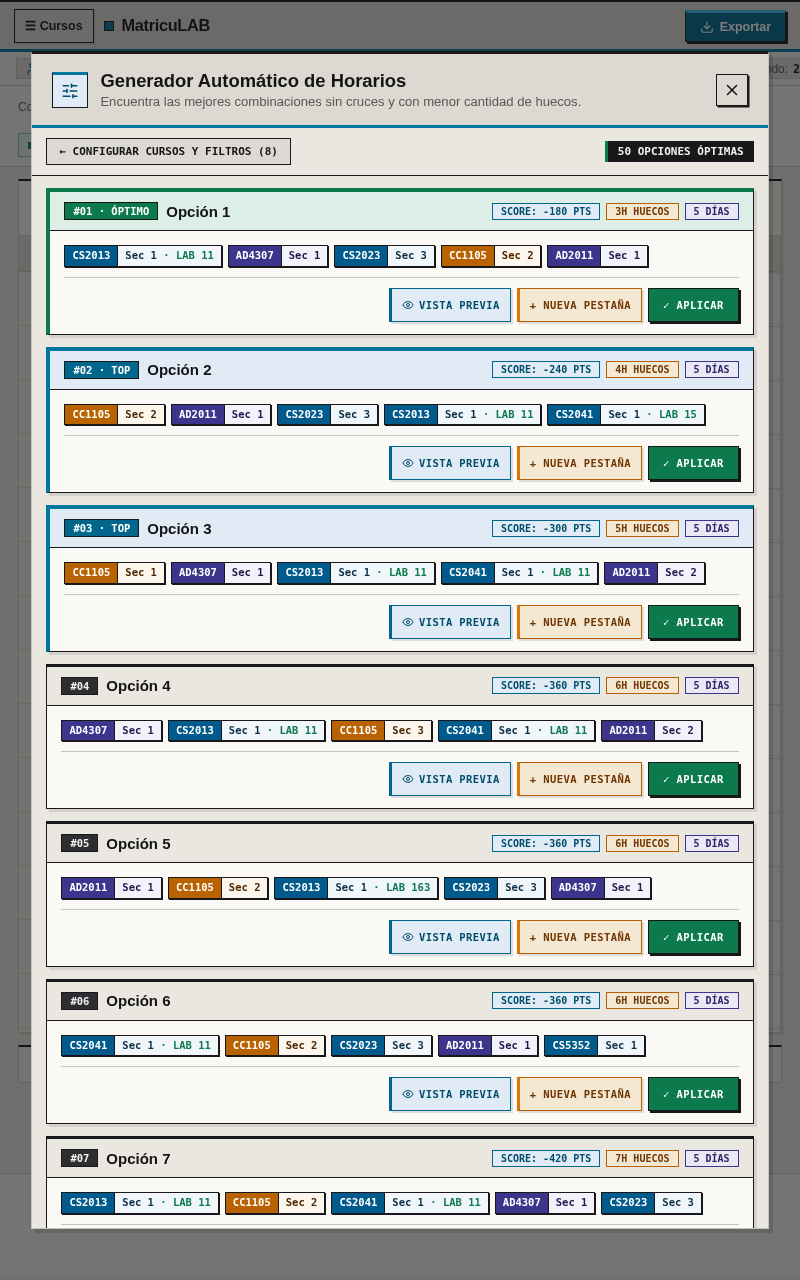 ☰ Cursos
MatricuLAB
Exportar
Generador Automático de Horarios
Encuentra las mejores combinaciones sin cruces y con menor cantidad de huecos.
← CONFIGURAR CURSOS Y FILTROS (8)
50 OPCIONES ÓPTIMAS
#01 · ÓPTIMO Opción 1 SCORE: -180 PTS 3H HUECOS 5 DÍAS
CS2013 Sec 1 · LAB 11 AD4307 Sec 1 CS2023 Sec 3 CC1105 Sec 2 AD2011 Sec 1
VISTA PREVIA + NUEVA PESTAÑA ✓ APLICAR
#02 · TOP Opción 2 SCORE: -240 PTS 4H HUECOS 5 DÍAS
CC1105 Sec 2 AD2011 Sec 1 CS2023 Sec 3 CS2013 Sec 1 · LAB 11 CS2041 Sec 1 · LAB 15
VISTA PREVIA + NUEVA PESTAÑA ✓ APLICAR
#03 · TOP Opción 3 SCORE: -300 PTS 5H HUECOS 5 DÍAS
CC1105 Sec 1 AD4307 Sec 1 CS2013 Sec 1 · LAB 11 CS2041 Sec 1 · LAB 11 AD2011 Sec 2
VISTA PREVIA + NUEVA PESTAÑA ✓ APLICAR
#04 Opción 4 SCORE: -360 PTS 6H HUECOS 5 DÍAS
AD4307 Sec 1 CS2013 Sec 1 · LAB 11 CC1105 Sec 3 CS2041 Sec 1 · LAB 11 AD2011 Sec 2
VISTA PREVIA + NUEVA PESTAÑA ✓ APLICAR
#05 Opción 5 SCORE: -360 PTS 6H HUECOS 5 DÍAS
AD2011 Sec 1 CC1105 Sec 2 CS2013 Sec 1 · LAB 163 CS2023 Sec 3 AD4307 Sec 1
VISTA PREVIA + NUEVA PESTAÑA ✓ APLICAR
#06 Opción 6 SCORE: -360 PTS 6H HUECOS 5 DÍAS
CS2041 Sec 1 · LAB 11 CC1105 Sec 2 CS2023 Sec 3 AD2011 Sec 1 CS5352 Sec 1
VISTA PREVIA + NUEVA PESTAÑA ✓ APLICAR
#07 Opción 7 SCORE: -420 PTS 7H HUECOS 5 DÍAS
CS2013 Sec 1 · LAB 11 CC1105 Sec 2 CS2041 Sec 1 · LAB 11 AD4307 Sec 1 CS2023 Sec 3